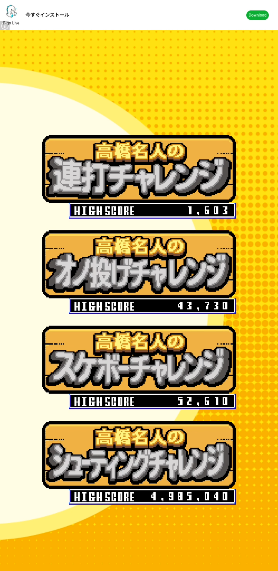 今すぐインストール
Download
高橋名人の
連打チャレンジ
HIGHSCORE 1,603
高橋名人の
オノ投げチャレンジ
HIGHSCORE 43,730
高橋名人の
スケボーチャレンジ
HIGHSCORE 52,610
高橋名人の
シューティングチャレンジ
HIGHSCORE 4,985,040